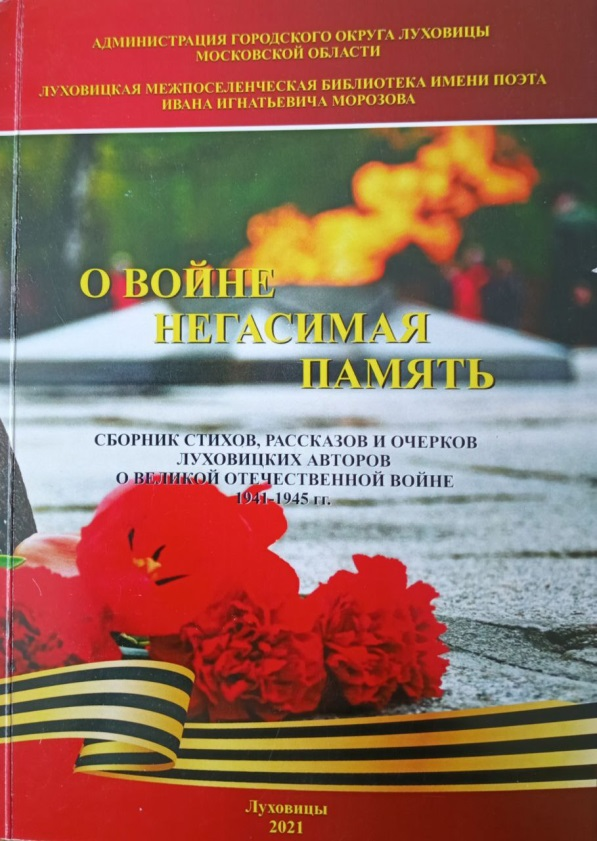 АДМИНИСТРАЦИЯ ГОРОДСКОГО ОКРУГА ЛУХОВИЦЫ
МОСКОВСКОЙ ОБЛАСТИ
ЛУХОВИЦКАЯ МЕЖПОСЕЛЕНЧЕСКАЯ БИБЛИОТЕКА ИМЕНИ ПОЭТА
ИВАНА ИГНАТЬЕВИЧА МОРОЗОВА
О ВОЙНЕ
НЕГАСИМАЯ
ПАМЯТЬ
СБОРНИК СТИХОВ, РАССКАЗОВ И ОЧЕРКОВ
ЛУХОВИЦКИХ АВТОРОВ
О ВЕЛИКОЙ ОТЕЧЕСТВЕННОЙ ВОЙНЕ
1941-1945 гг.
Луховицы
2021